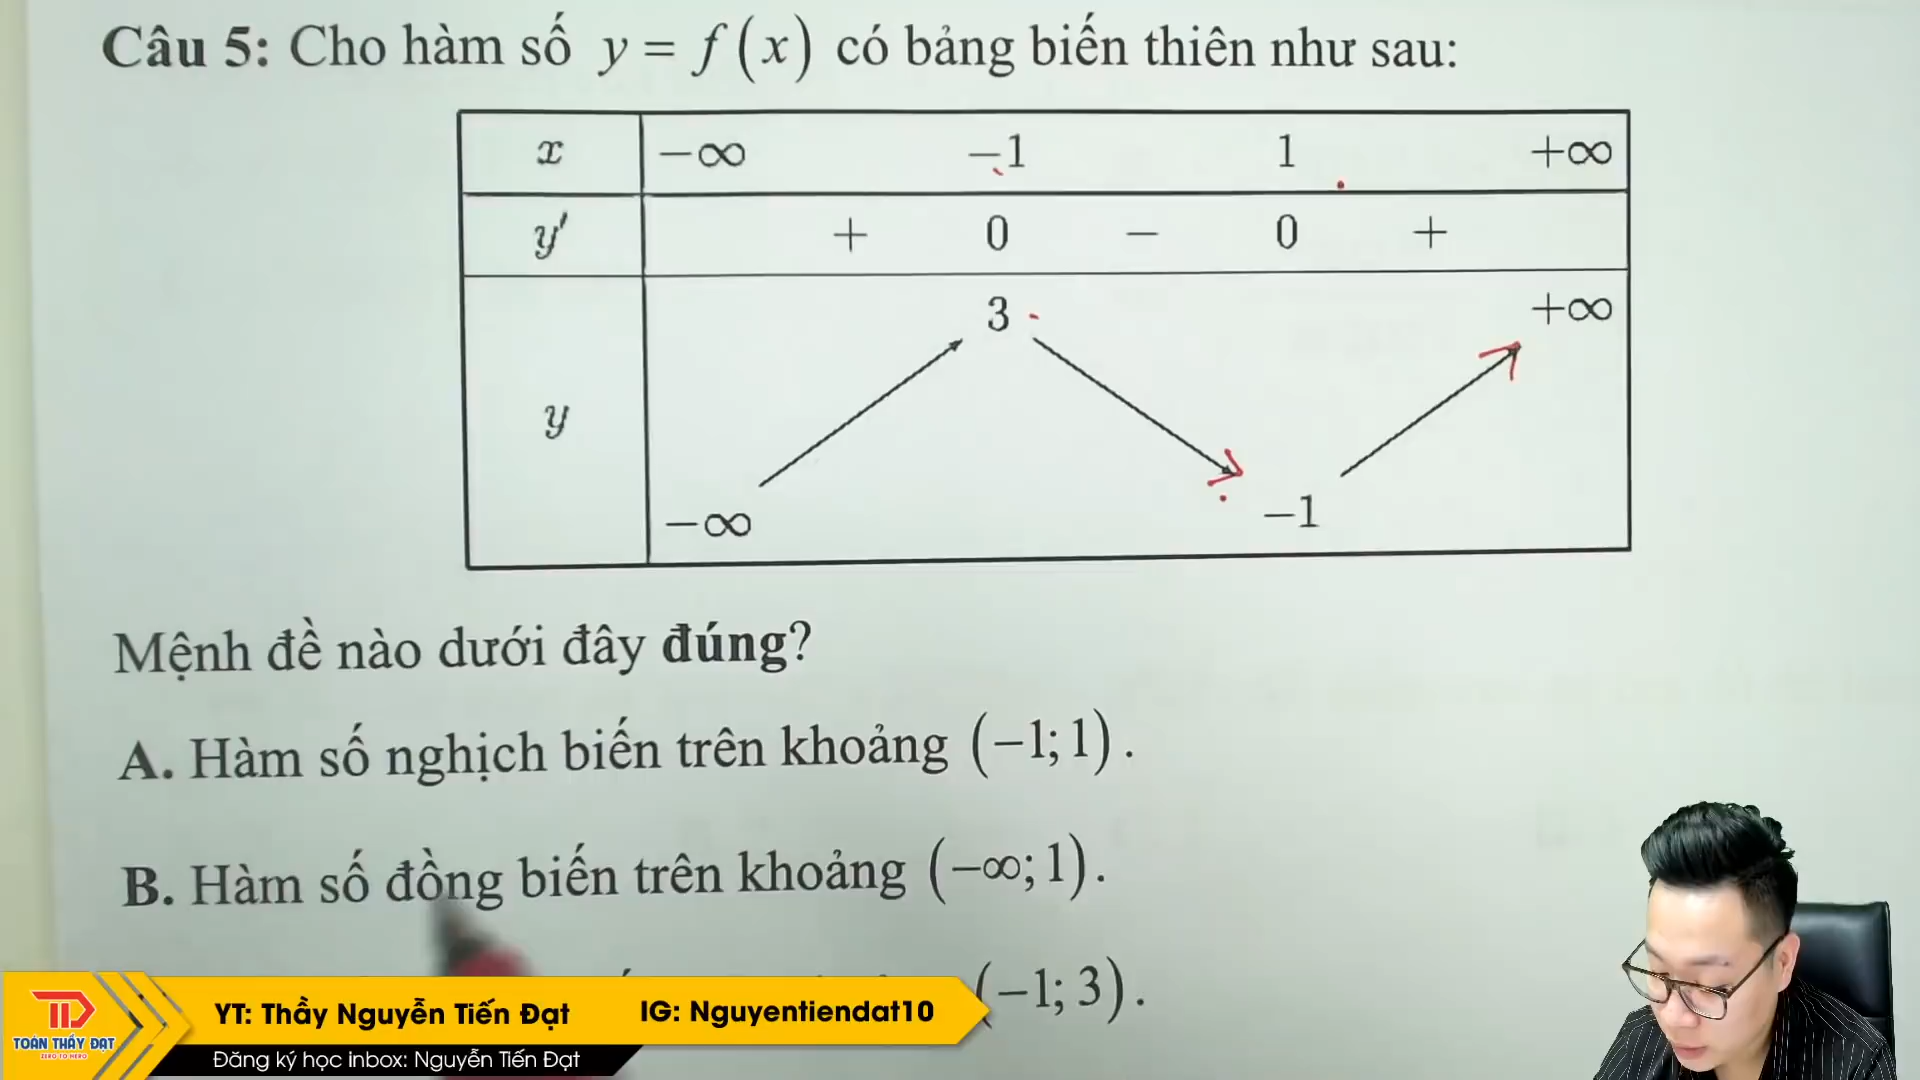 Câu 5: Cho hàm số y = f(x) có bảng biến thiên như sau:
x −∞ −1 1 +∞
y′ + 0 − 0 +
3 +∞
y
−∞ −1
Mệnh đề nào dưới đây đúng?
A. Hàm số nghịch biến trên khoảng (−1; 1).
B. Hàm số đồng biến trên khoảng (−∞; 1).
(−1; 3).
YT: Thầy Nguyễn Tiến Đạt IG: Nguyentiendat10
TOÁN THẦY ĐẠT
ZERO TO HERO
Đăng ký học inbox: Nguyễn Tiến Đạt